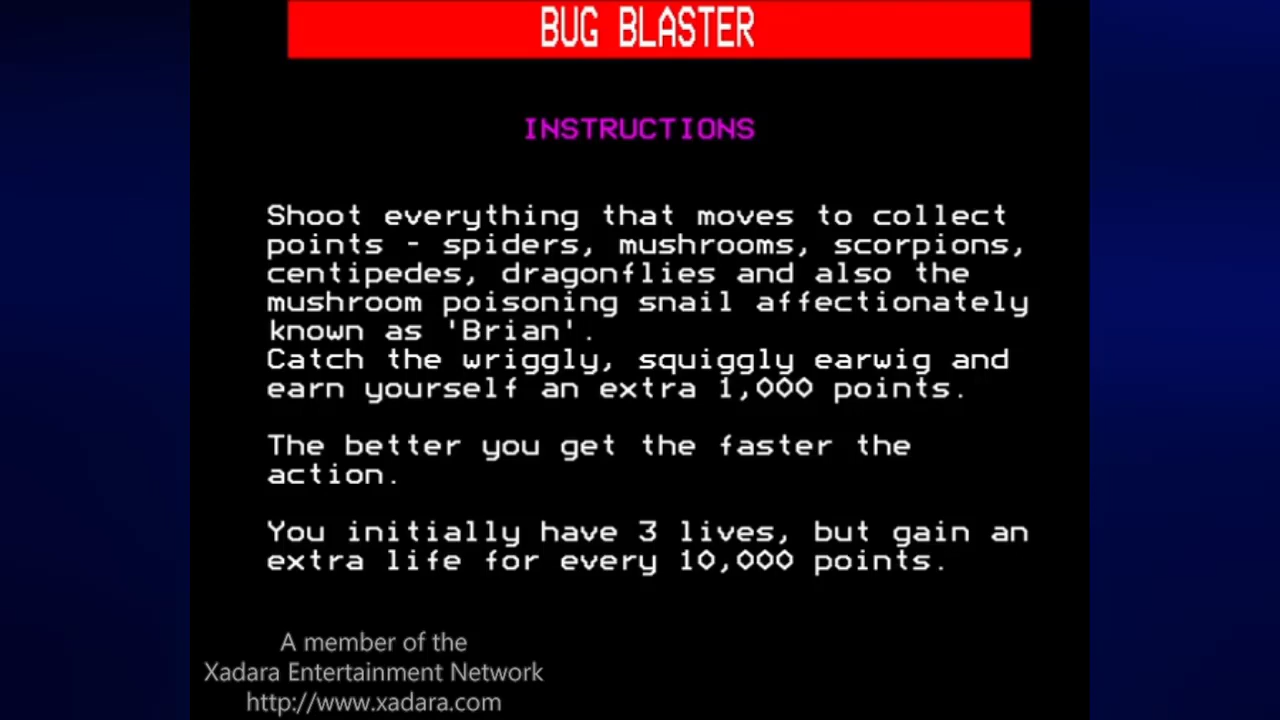 BUG BLASTER
INSTRUCTIONS
Shoot everything that moves to collect
points - spiders, mushrooms, scorpions,
centipedes, dragonflies and also the
mushroom poisoning snail affectionately
known as 'Brian'.
Catch the wriggly, squiggly earwig and
earn yourself an extra 1,000 points.
The better you get the faster the
action.
You initially have 3 lives, but gain an
extra life for every 10,000 points.
A member of the
Xadara Entertainment Network
http://www.xadara.com